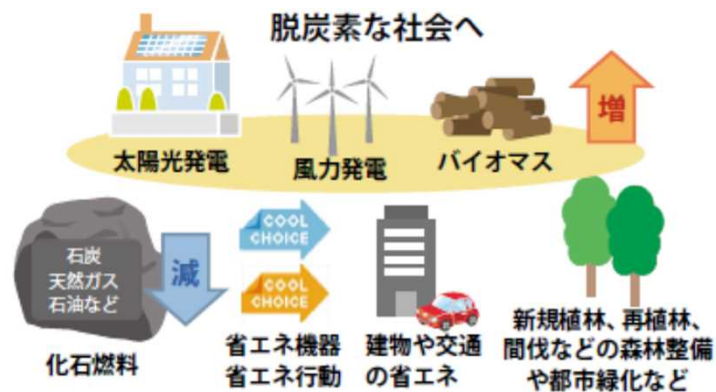 脱炭素な社会へ
増
太陽光発電
風力発電
バイオマス
石炭
天然ガス
石油など
減
COOL
CHOICE
COOL
CHOICE
化石燃料
省エネ機器
省エネ行動
建物や交通
の省エネ
新規植林、再植林、
間伐などの森林整備
や都市緑化など